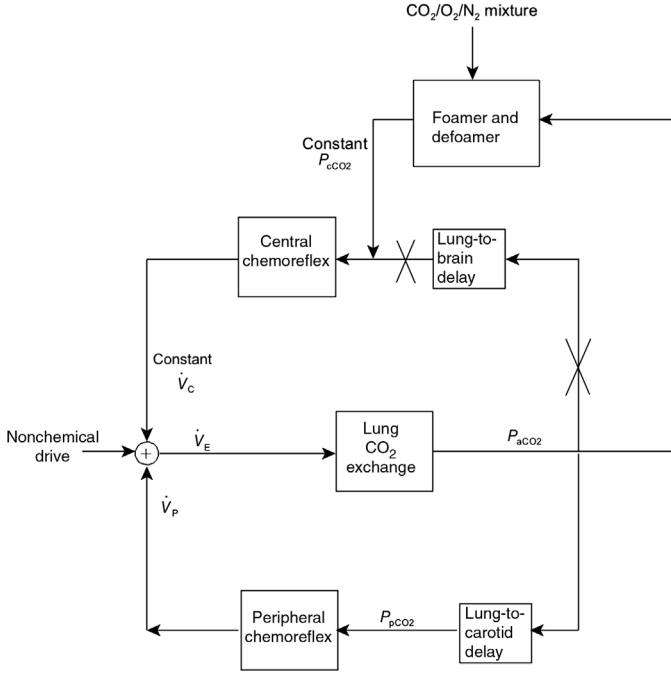 CO2/O2/N2 mixture
Foamer and
defoamer
Constant
PcCO2
Central
chemoreflex
Lung-to-
brain
delay
Constant
V̇C
Nonchemical
drive
+
V̇E
Lung
CO2
exchange
PaCO2
V̇P
Peripheral
chemoreflex
PpCO2
Lung-to-
carotid
delay